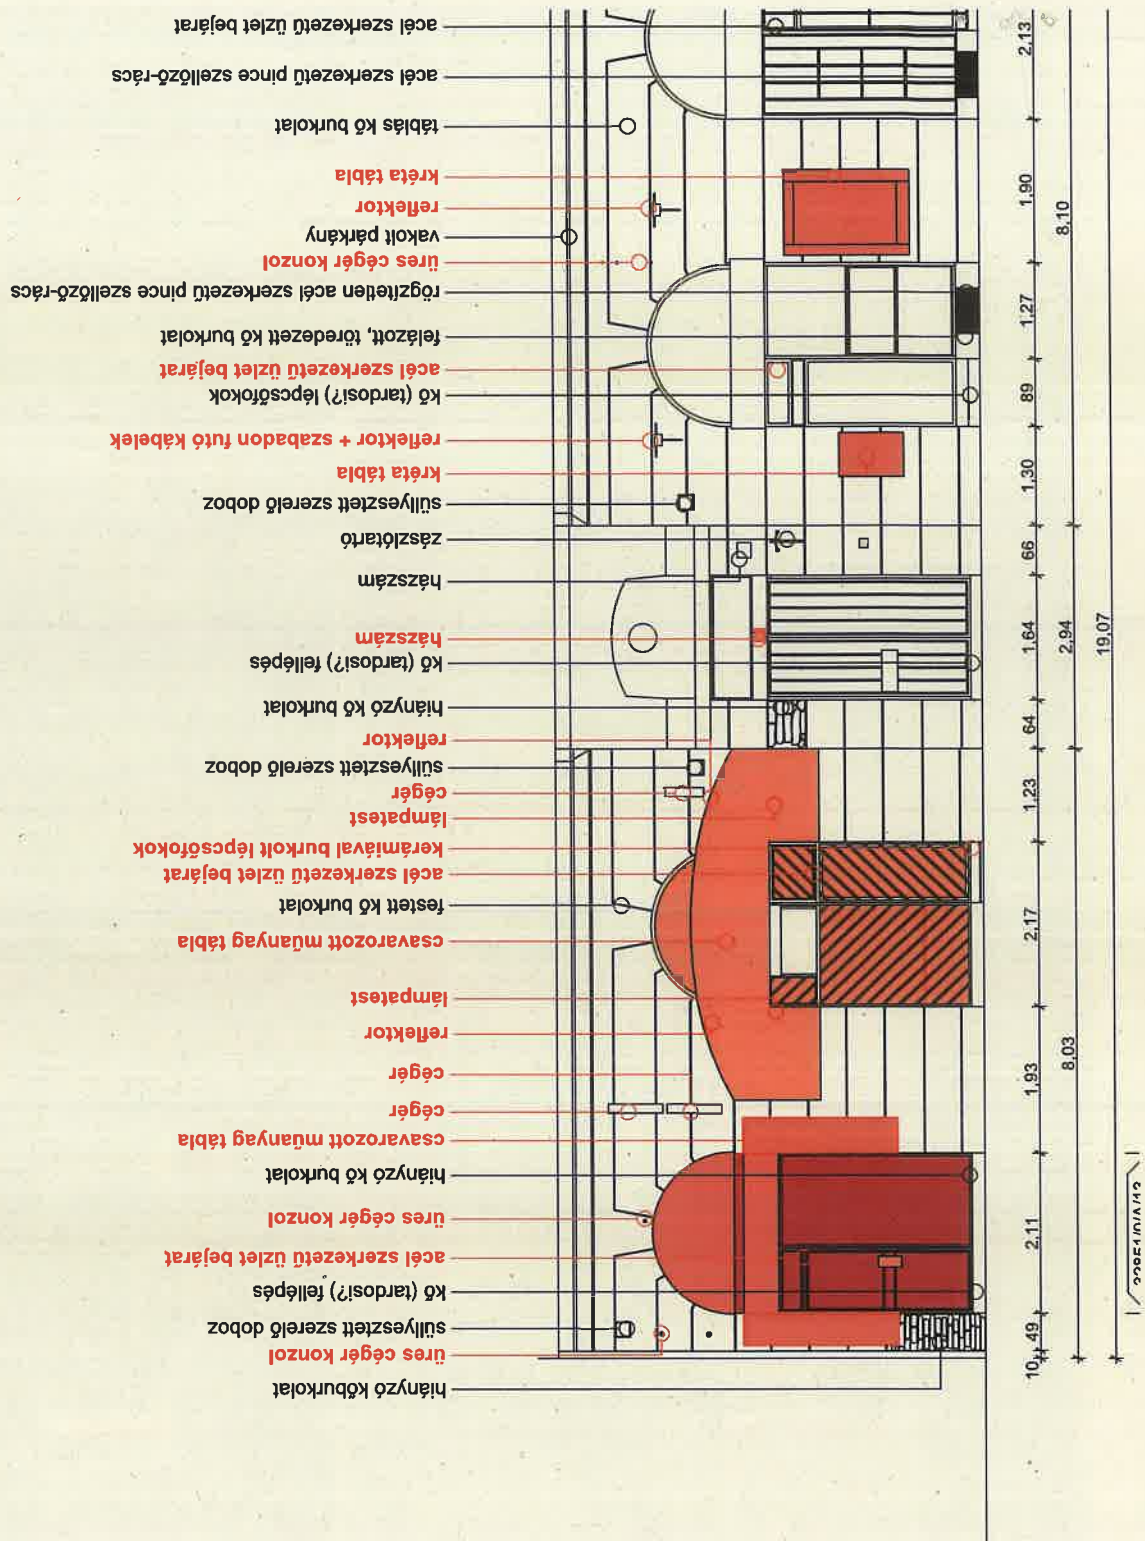 acél szerkezetű üzlet bejárat
acél szerkezetű pince szellőző-rács
táblás kő burkolat
kréta tábla
reflektor
vakolt párkány
üres cégér konzol
rögzítetlen acél szerkezetű pince szellőző-rács
felázott, töredezett kő burkolat
acél szerkezetű üzlet bejárat
kő (tardosi?) lépcsőfokok
reflektor + szabadon futó kábelek
kréta tábla
süllyesztett szerelő doboz
zászlótartó
házszám
házszám
kő (tardosi?) fellépés
hiányzó kő burkolat
reflektor
süllyesztett szerelő doboz
cégér
lámpatest
kerámiával burkolt lépcsőfokok
acél szerkezetű üzlet bejárat
festett kő burkolat
csavarozott műanyag tábla
lámpatest
reflektor
cégér
cégér
csavarozott műanyag tábla
hiányzó kő burkolat
üres cégér konzol
acél szerkezetű üzlet bejárat
kő (tardosi?) fellépés
süllyesztett szerelő doboz
üres cégér konzol
hiányzó kőburkolat
10 49 2,11 1,93 2,17 1,23 64 1,64 66 1,30 89 1,27 1,90 2,13
8,03 2,94 8,10
19,07